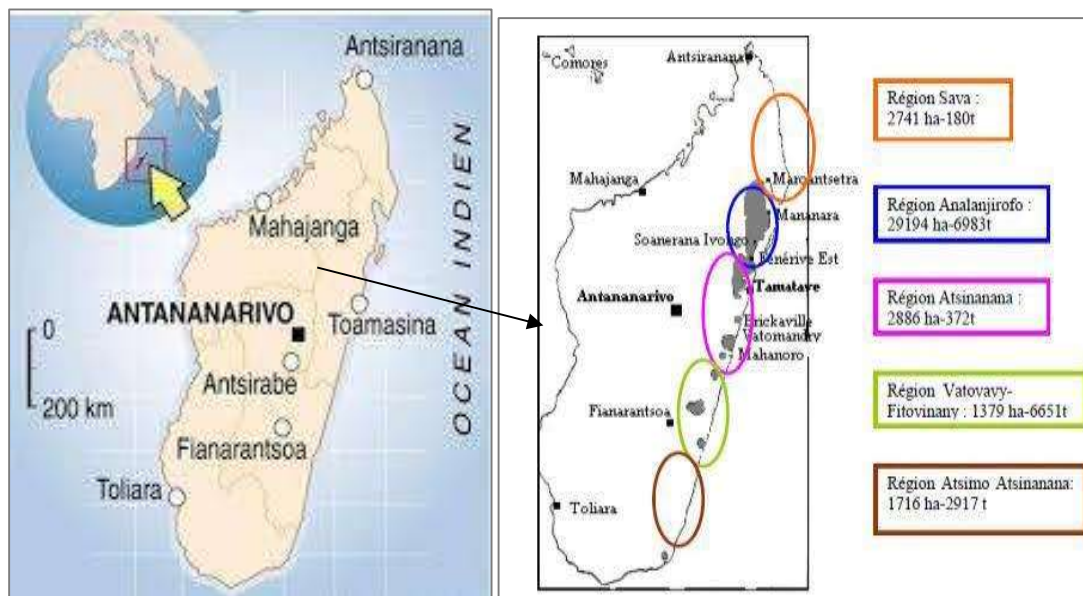 Antsiranana
Mahajanga
ANTANANARIVO
Toamasina
0
Antsirabe
200 km
Fianarantsoa
Toliara
OCEAN INDIEN
Comores
Antsiranana
Mahajanga
Maroantsetra
Mananara
Soanerana Ivongo
Fenérive Est
Tamatave
Antananarivo
Brickaville
Vatomandry
Mahanoro
Fianarantsoa
Toliara
Région Sava :
2741 ha-180t
Région Analanjirofo :
29194 ha-6983t
Région Atsinanana :
2886 ha-372t
Région Vatovavy-
Fitovinany : 1379 ha-6651t
Région Atsimo Atsinanana:
1716 ha-2917 t